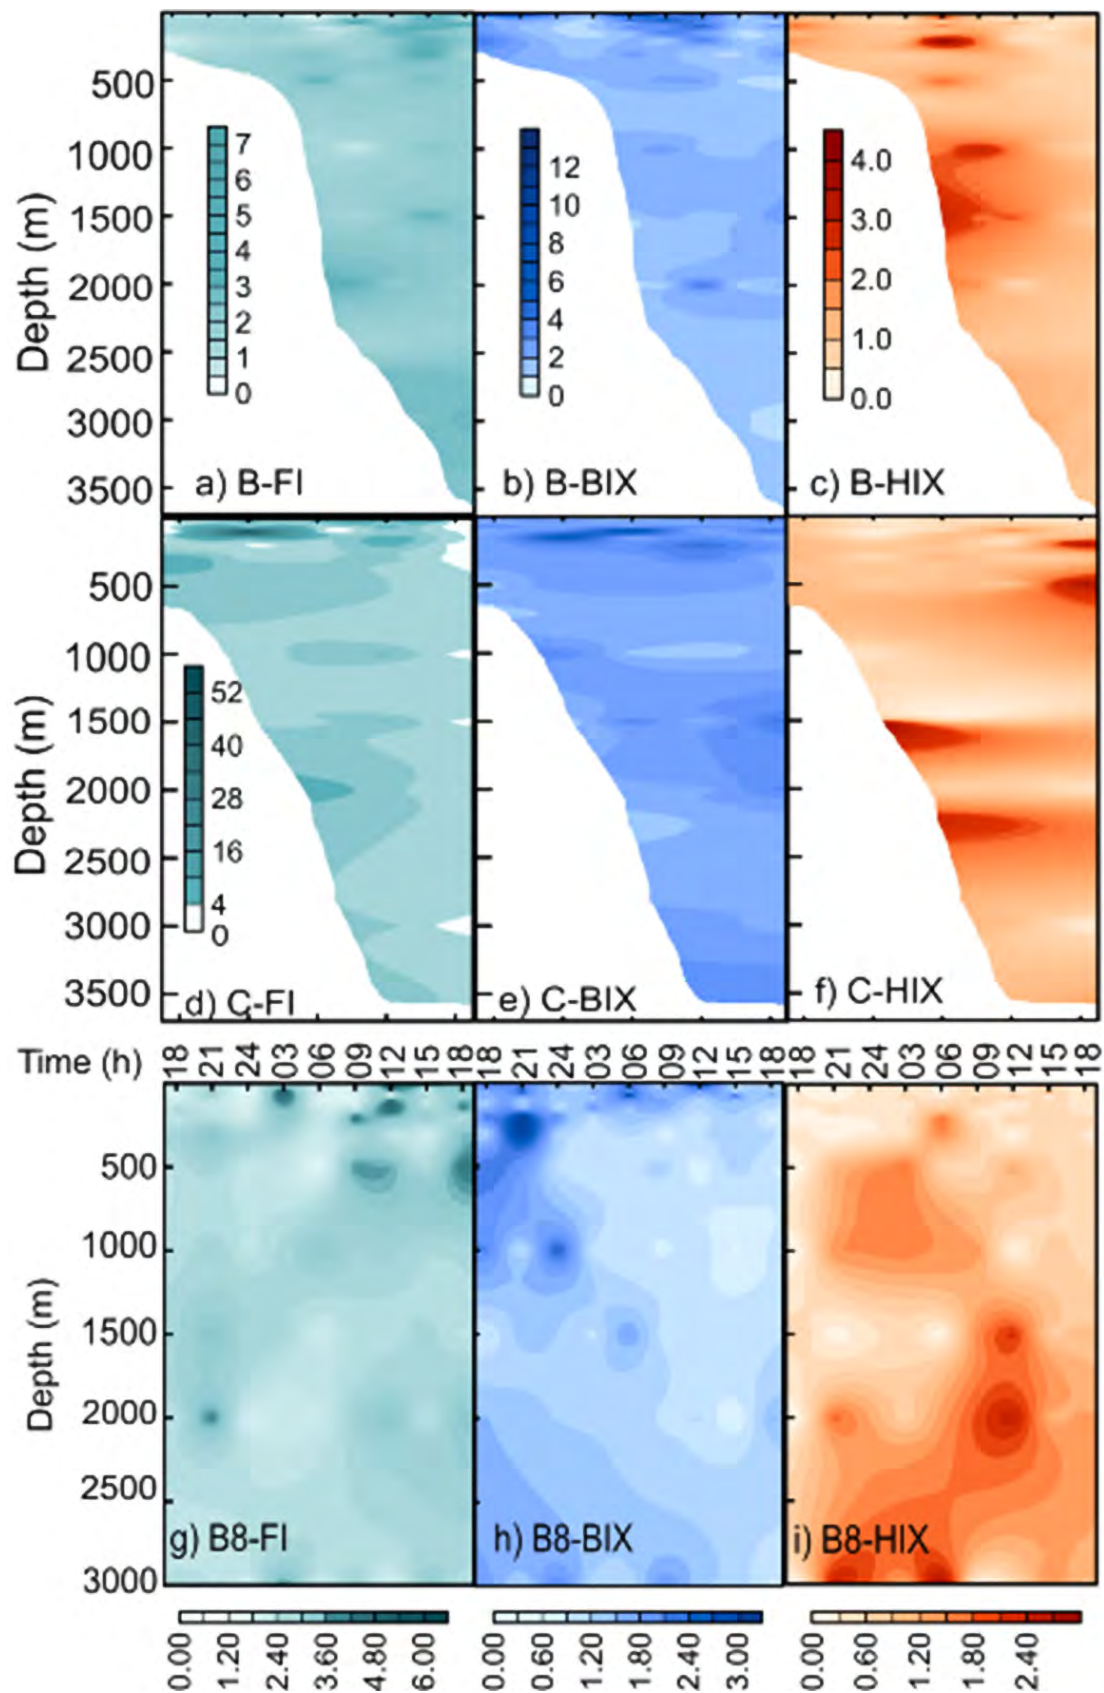 Depth (m)
500
1000
1500
2000
2500
3000
3500
7
6
5
4
3
2
1
0
a) B-FI
12
10
8
6
4
2
0
b) B-BIX
4.0
3.0
2.0
1.0
0.0
c) B-HIX
Depth (m)
500
1000
1500
2000
2500
3000
3500
52
40
28
16
4
0
d) C-FI
e) C-BIX
f) C-HIX
Time (h) 18 21 24 03 06 09 12 15 18 18 21 24 03 06 09 12 15 18 18 21 24 03 06 09 12 15 18
Depth (m)
500
1000
1500
2000
2500
3000
g) B8-FI
h) B8-BIX
i) B8-HIX
0.00 1.20 2.40 3.60 4.80 6.00
0.00 0.60 1.20 1.80 2.40 3.00
0.00 0.60 1.20 1.80 2.40